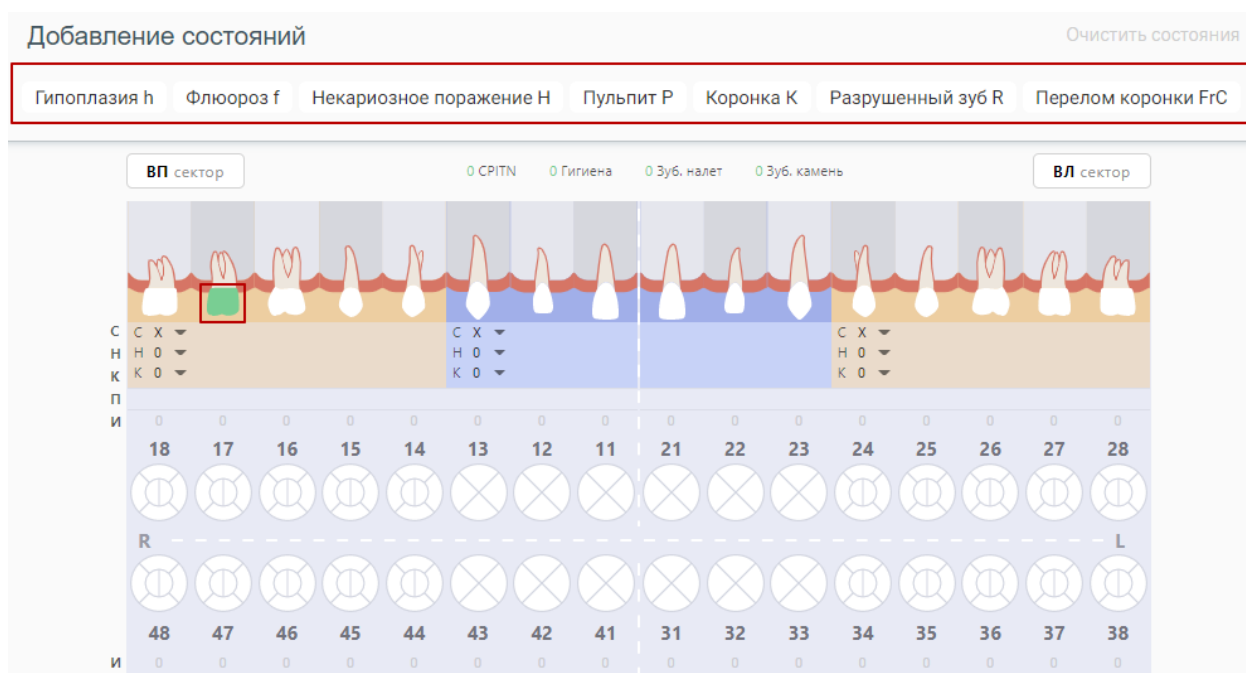 Добавление состояний Очистить состояния
Гипоплазия h Флюороз f Некариозное поражение H Пульпит P Коронка K Разрушенный зуб R Перелом коронки FrC
ВП сектор 0 CPITN 0 Гигиена 0 Зуб. налет 0 Зуб. камень ВЛ сектор
С С X С X С X
Н Н 0 Н 0 Н 0
К К 0 К 0 К 0
П
И 0 0 0 0 0 0 0 0 0 0 0 0 0 0 0 0
18 17 16 15 14 13 12 11 21 22 23 24 25 26 27 28
R L
48 47 46 45 44 43 42 41 31 32 33 34 35 36 37 38
И 0 0 0 0 0 0 0 0 0 0 0 0 0 0 0 0